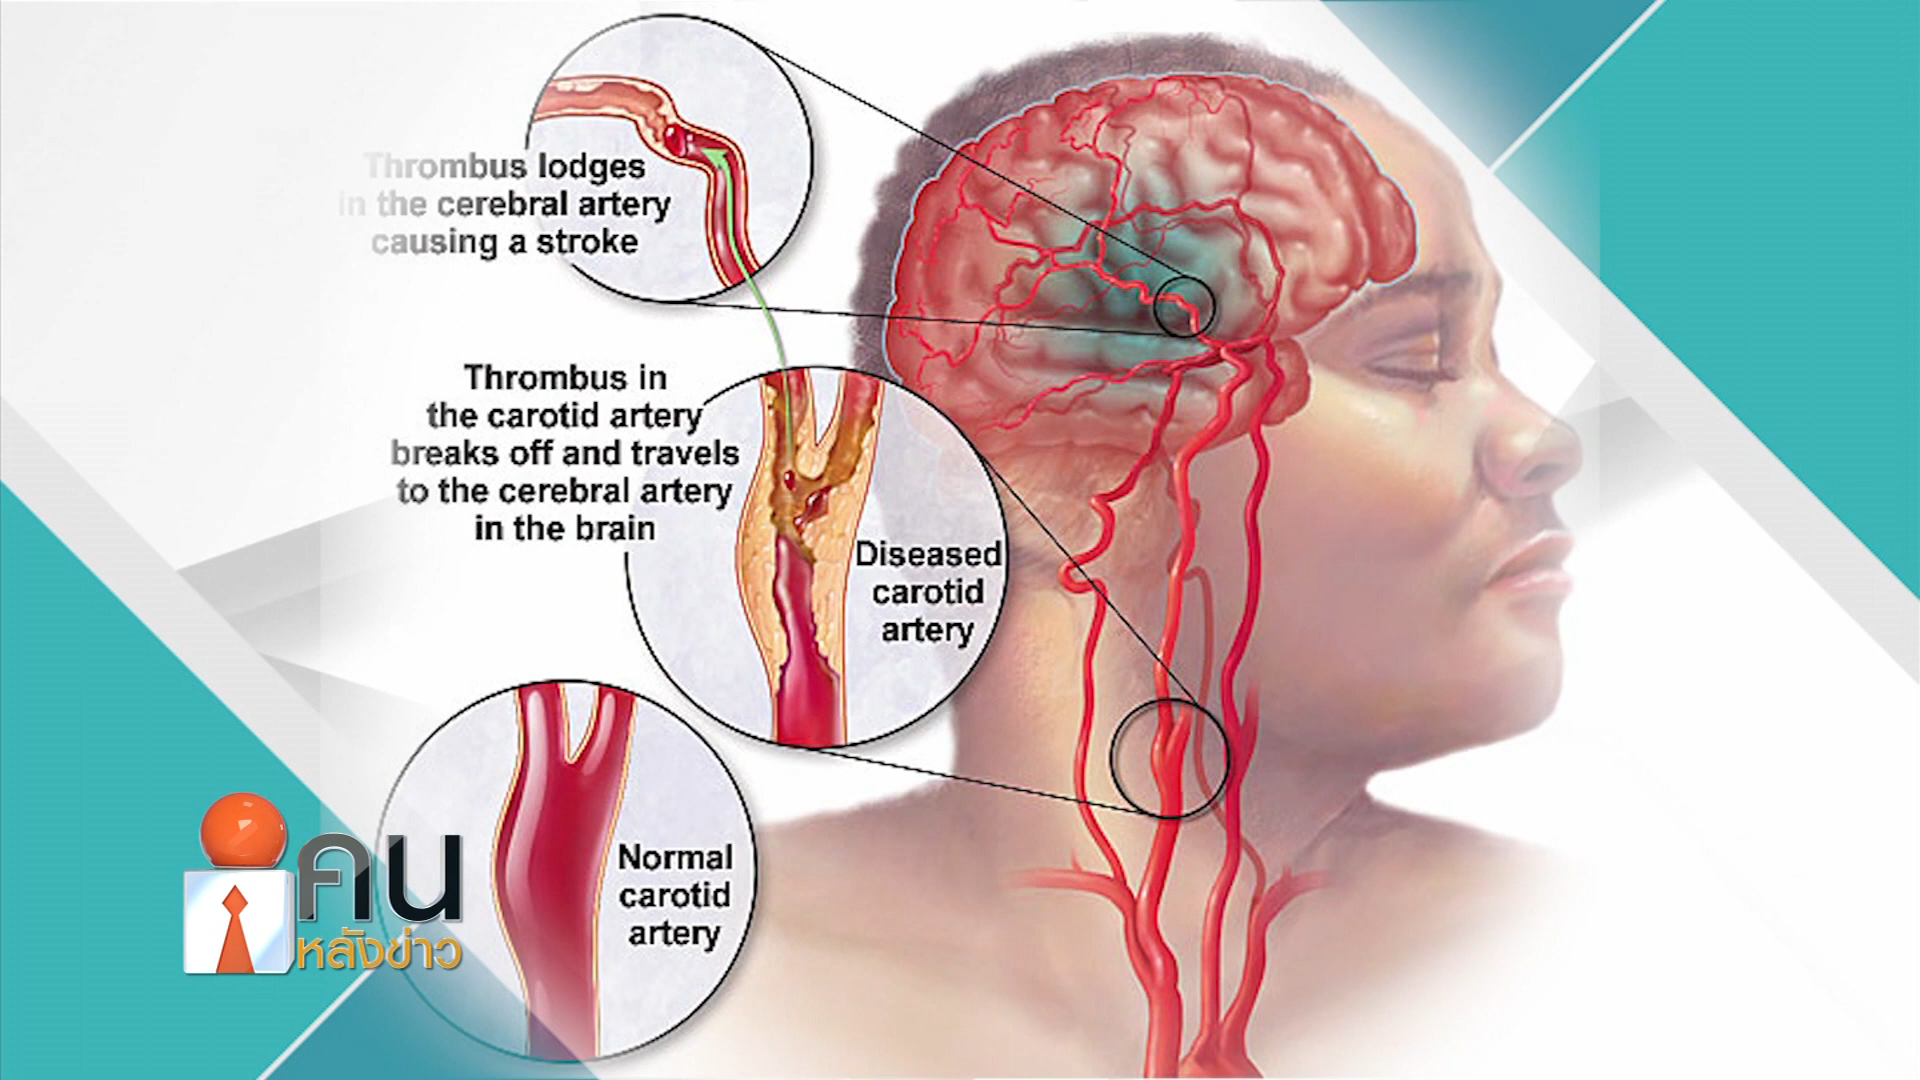 Thrombus lodges
in the cerebral artery
causing a stroke
Thrombus in
the carotid artery
breaks off and travels
to the cerebral artery
in the brain
Diseased
carotid
artery
Normal
carotid
artery
คน
หลังข่าว